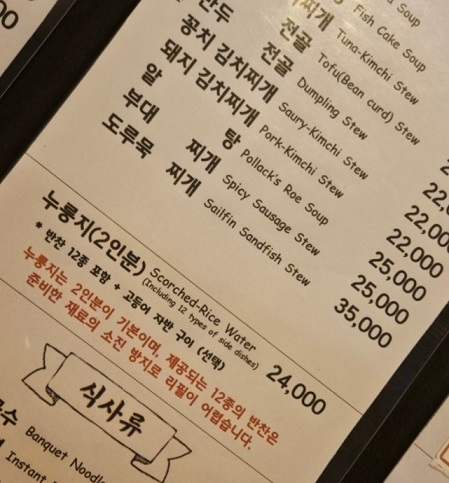 Soup
Fish Cake Soup
찌개 Tuna-Kimchi Stew
전골 Tofu(Bean curd) Stew
만두 전골 Dumpling Stew
꽁치 김치찌개 Saury-Kimchi Stew 22,000
돼지 김치찌개 Pork-Kimchi Stew 22,000
알 탕 Pollack's Roe Soup 25,000
부대 찌개 Spicy Sausage Stew 25,000
도루묵 찌개 Sailfin Sandfish Stew 35,000
누룽지(2인분) Scorched-Rice Water 24,000
(Including 12 types of side dishes)
* 반찬 12종 포함 + 고등어 자반 구이 (선택)
누룽지는 2인분이 기본이며, 제공되는 12종의 반찬은
준비한 재료의 소진 방지로 리필이 어렵습니다.
식사류
국수 Banquet Noodle
Instant